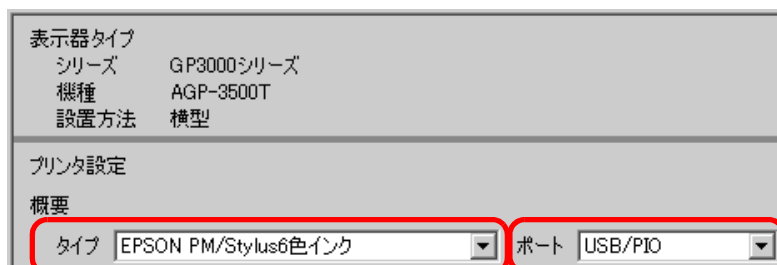 表示器タイプ
シリーズ GP3000シリーズ
機種 AGP-3500T
設置方法 横型
プリンタ設定
概要
タイプ EPSON PM/Stylus6色インク ポート USB/PIO